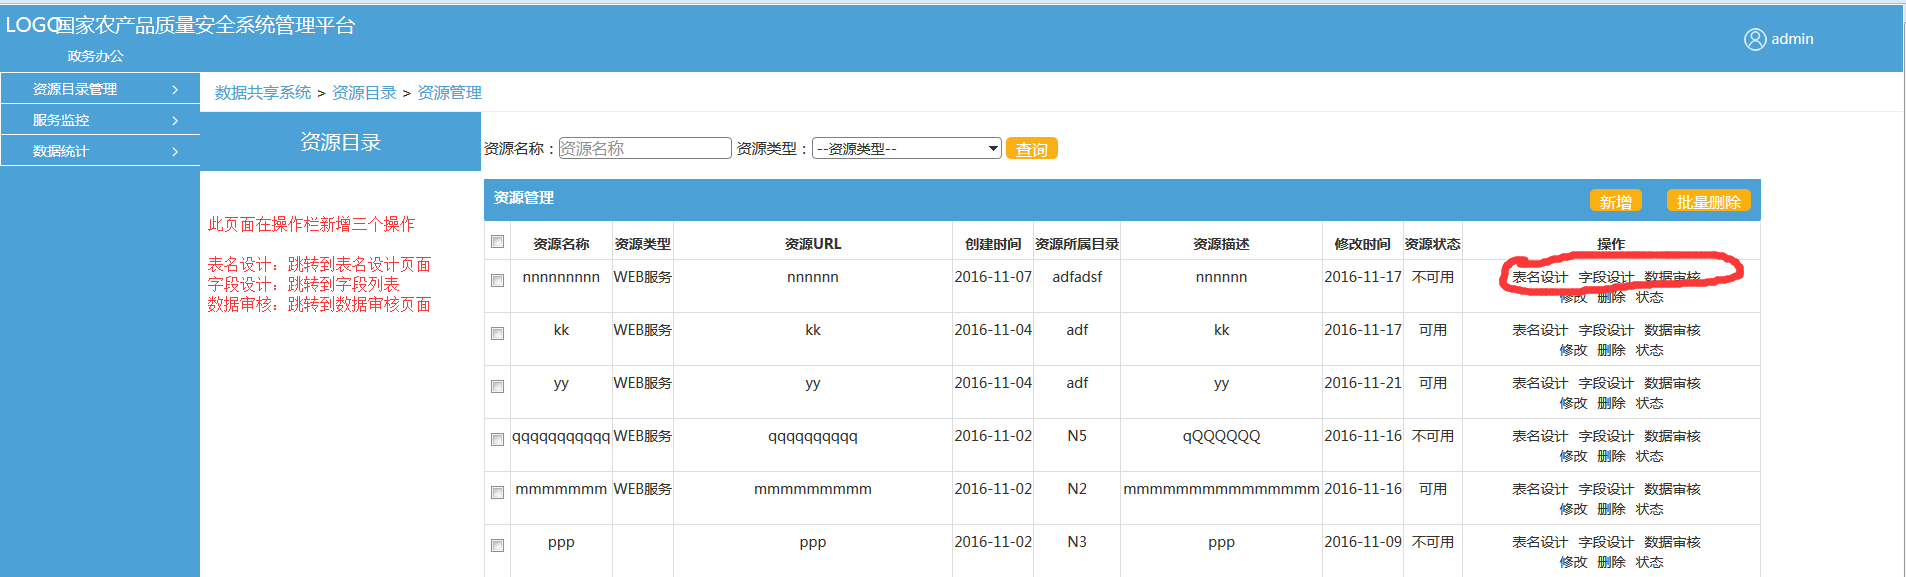 LOGO国家农产品质量安全系统管理平台
政务办公
admin
资源目录管理
服务监控
数据统计
数据共享系统 > 资源目录 > 资源管理
资源目录
资源名称：资源名称 资源类型：--资源类型-- 查询
此页面在操作栏新增三个操作
表名设计：跳转到表名设计页面
字段设计：跳转到字段列表
数据审核：跳转到数据审核页面
资源管理 新增 批量删除
资源名称 资源类型 资源URL 创建时间 资源所属目录 资源描述 修改时间 资源状态 操作
nnnnnnnnn WEB服务 nnnnnn 2016-11-07 adfadsf nnnnnn 2016-11-17 不可用 表名设计 字段设计 数据审核
修改 删除 状态
kk WEB服务 kk 2016-11-04 adf kk 2016-11-17 可用 表名设计 字段设计 数据审核
修改 删除 状态
yy WEB服务 yy 2016-11-04 adf yy 2016-11-21 可用 表名设计 字段设计 数据审核
修改 删除 状态
qqqqqqqqqqq WEB服务 qqqqqqqqqq 2016-11-02 N5 qQQQQQQ 2016-11-16 不可用 表名设计 字段设计 数据审核
修改 删除 状态
mmmmmmm WEB服务 mmmmmmmmm 2016-11-02 N2 mmmmmmmmmmmmmmm 2016-11-16 可用 表名设计 字段设计 数据审核
修改 删除 状态
ppp ppp 2016-11-02 N3 ppp 2016-11-09 不可用 表名设计 字段设计 数据审核
修改 删除 状态